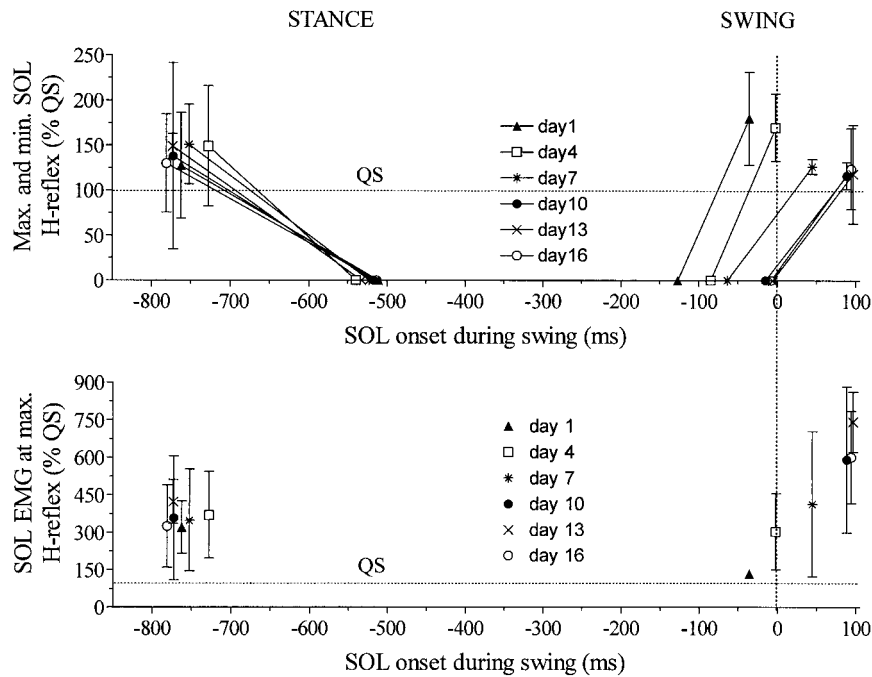 STANCE SWING
Max. and min. SOL
H-reflex (% QS)
250
200
150
100
50
0
QS
day1
day4
day7
day10
day13
day16
-800 -700 -600 -500 -400 -300 -200 -100 0 100
SOL onset during swing (ms)
SOL EMG at max.
H-reflex (% QS)
900
750
600
450
300
150
0
QS
day 1
day 4
day 7
day 10
day 13
day 16
-800 -700 -600 -500 -400 -300 -200 -100 0 100
SOL onset during swing (ms)